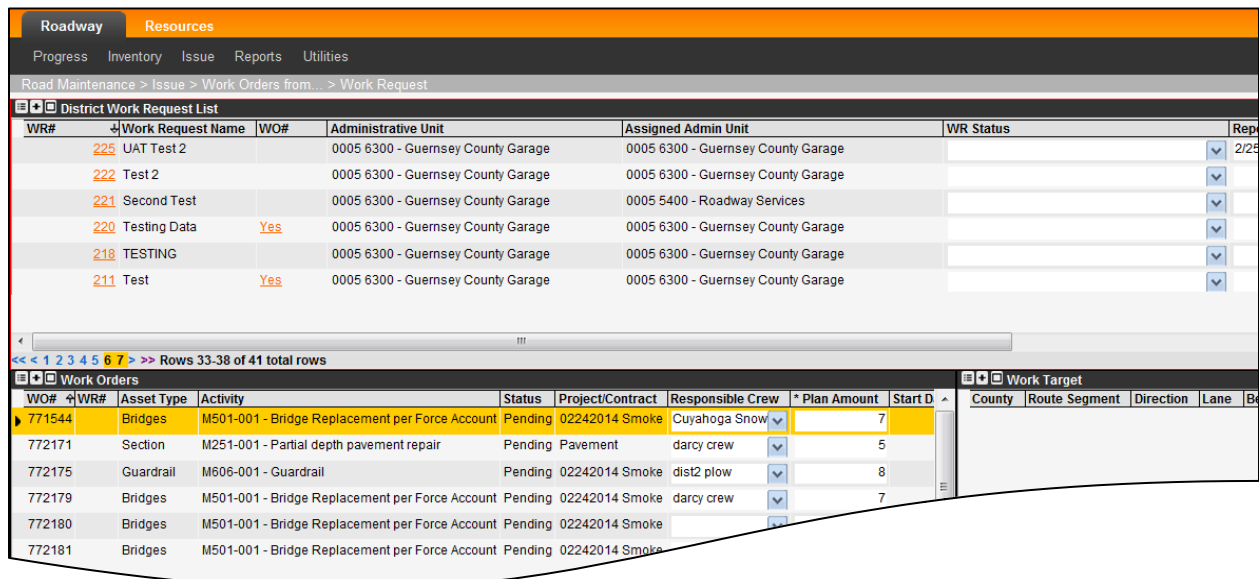 Roadway Resources
Progress Inventory Issue Reports Utilities
Road Maintenance > Issue > Work Orders from... > Work Request
District Work Request List
WR# Work Request Name WO# Administrative Unit Assigned Admin Unit WR Status Repo
225 UAT Test 2 0005 6300 - Guernsey County Garage 0005 6300 - Guernsey County Garage 2/25
222 Test 2 0005 6300 - Guernsey County Garage 0005 6300 - Guernsey County Garage
221 Second Test 0005 6300 - Guernsey County Garage 0005 5400 - Roadway Services
220 Testing Data Yes 0005 6300 - Guernsey County Garage 0005 6300 - Guernsey County Garage
218 TESTING 0005 6300 - Guernsey County Garage 0005 6300 - Guernsey County Garage
211 Test Yes 0005 6300 - Guernsey County Garage 0005 6300 - Guernsey County Garage
<< < 1 2 3 4 5 6 7 > >> Rows 33-38 of 41 total rows
Work Orders
WO# WR# Asset Type Activity Status Project/Contract Responsible Crew * Plan Amount Start D
771544 Bridges M501-001 - Bridge Replacement per Force Account Pending 02242014 Smoke Cuyahoga Snow 7
772171 Section M251-001 - Partial depth pavement repair Pending Pavement darcy crew 5
772175 Guardrail M606-001 - Guardrail Pending 02242014 Smoke dist2 plow 8
772179 Bridges M501-001 - Bridge Replacement per Force Account Pending 02242014 Smoke darcy crew 7
772180 Bridges M501-001 - Bridge Replacement per Force Account Pending 02242014 Smoke
772181 Bridges M501-001 - Bridge Replacement per Force Account Pending 02242014 Smoke
Work Target
County Route Segment Direction Lane Be